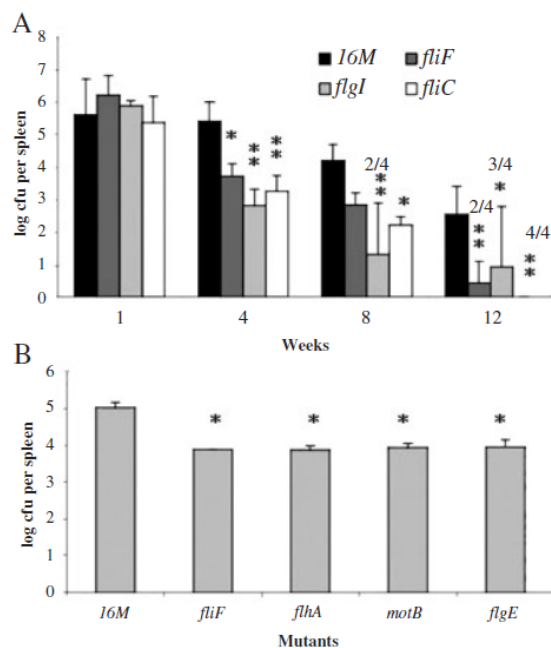 A
16M fliF
flgI fliC
log cfu per spleen
8
7
6
5
4
3
2
1
0
*
* *
* *
2/4
* *
*
2/4
* *
3/4
*
4/4
* *
1 4 8 12
Weeks
B
log cfu per spleen
6
5
4
3
2
1
0
* * * *
16M fliF flhA motB flgE
Mutants